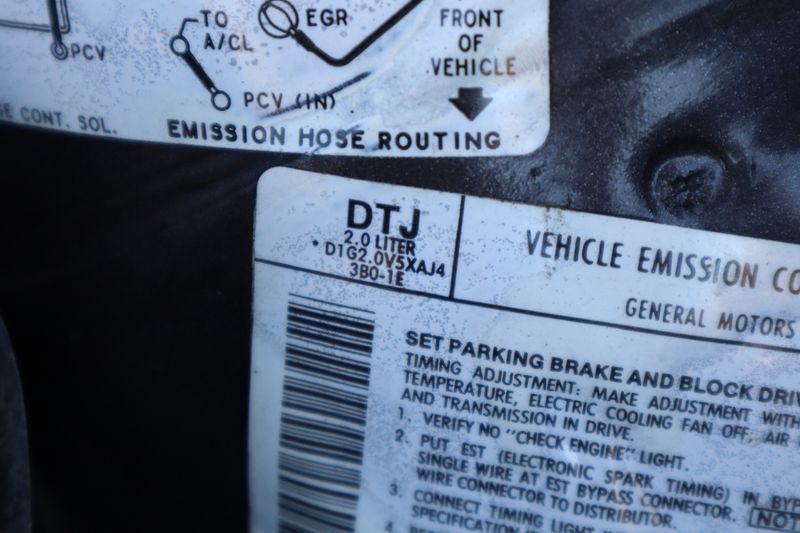 TO
A/CL
EGR
PCV
PCV (IN)
FRONT
OF
VEHICLE
CONT. SOL.
EMISSION HOSE ROUTING
DTJ
2.0 LITER
• D1G2.0V5XAJ4
3B0-1E
VEHICLE EMISSION CO
GENERAL MOTORS
SET PARKING BRAKE AND BLOCK DRIV
TIMING ADJUSTMENT: MAKE ADJUSTMENT WITH
TEMPERATURE, ELECTRIC COOLING FAN OFF, AIR
AND TRANSMISSION IN DRIVE.
1. VERIFY NO "CHECK ENGINE" LIGHT.
2. PUT EST (ELECTRONIC SPARK TIMING) IN BYP
SINGLE WIRE AT EST BYPASS CONNECTOR. NOT
WIRE CONNECTOR TO DISTRIBUTOR.
3. CONNECT TIMING LIGHT
SPECIFICATION